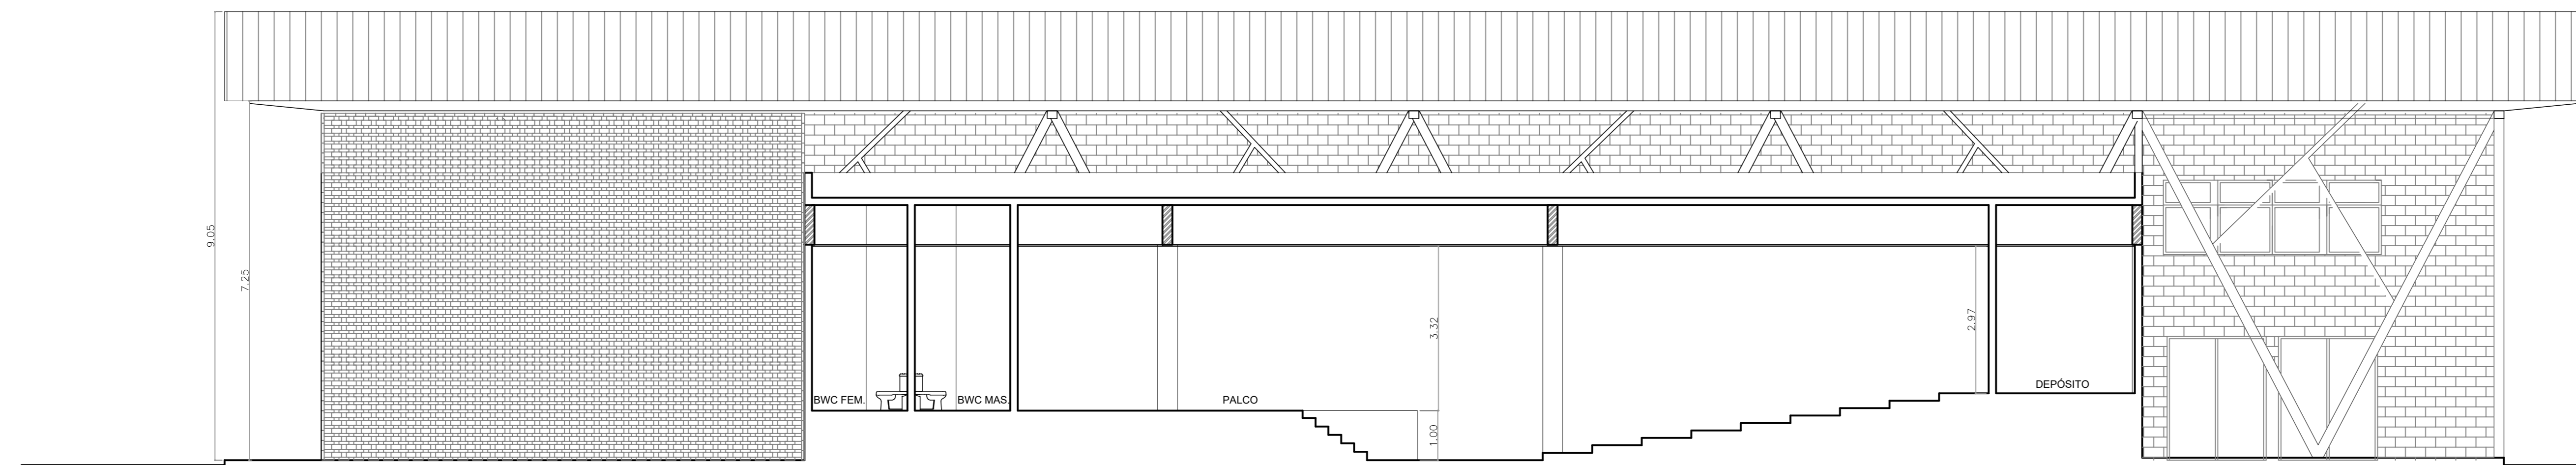 9.05
7.25
BWC FEM.
BWC MAS.
PALCO
3.32
1.00
2.97
DEPÓSITO